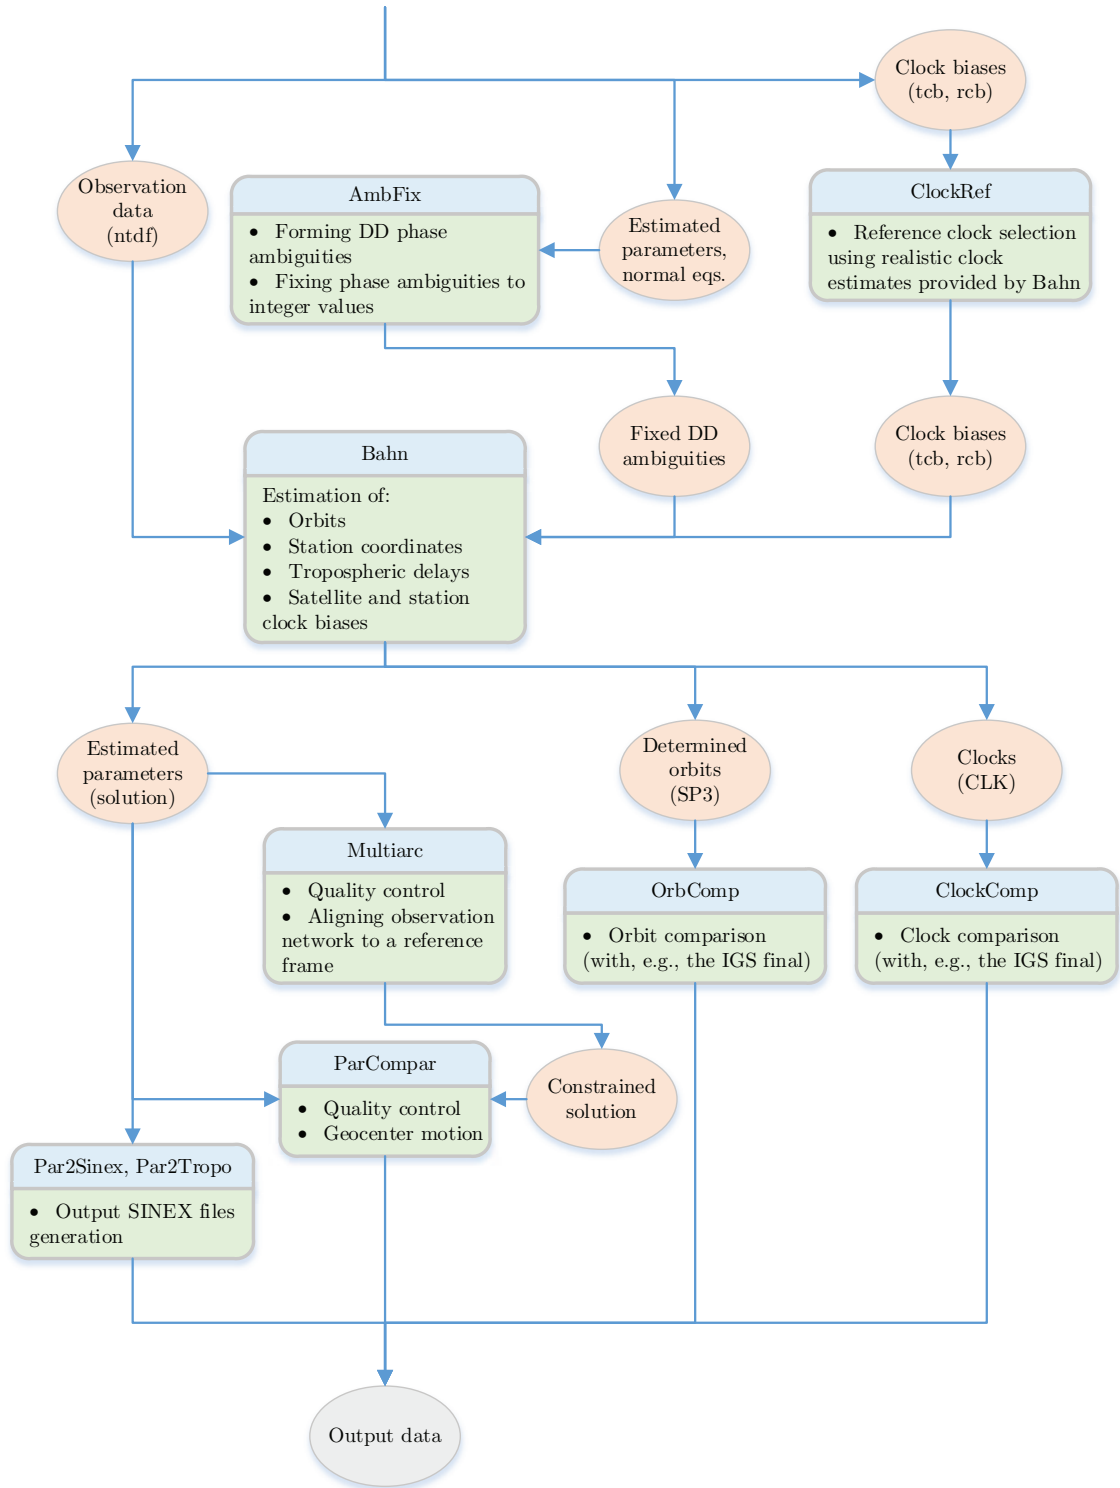 Clock biases
(tcb, rcb)
Observation
data
(ntdf)
AmbFix
• Forming DD phase
ambiguities
• Fixing phase ambiguities to
integer values
Estimated
parameters,
normal eqs.
ClockRef
• Reference clock selection
using realistic clock
estimates provided by Bahn
Bahn
Estimation of:
• Orbits
• Station coordinates
• Tropospheric delays
• Satellite and station
clock biases
Fixed DD
ambiguities
Clock biases
(tcb, rcb)
Estimated
parameters
(solution)
Determined
orbits
(SP3)
Clocks
(CLK)
Multiarc
• Quality control
• Aligning observation
network to a reference
frame
OrbComp
• Orbit comparison
(with, e.g., the IGS final)
ClockComp
• Clock comparison
(with, e.g., the IGS final)
ParCompar
• Quality control
• Geocenter motion
Constrained
solution
Par2Sinex, Par2Tropo
• Output SINEX files
generation
Output data